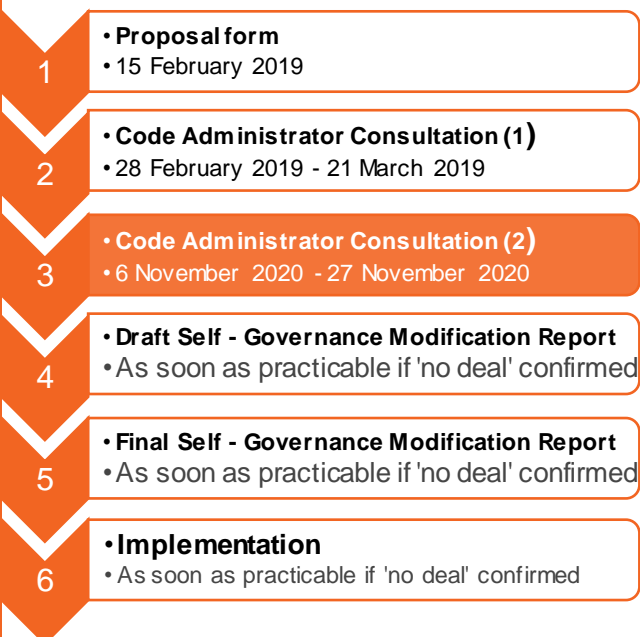 1
• Proposal form
• 15 February 2019
2
• Code Administrator Consultation (1)
• 28 February 2019 - 21 March 2019
3
• Code Administrator Consultation (2)
• 6 November 2020 - 27 November 2020
4
• Draft Self - Governance Modification Report
• As soon as practicable if 'no deal' confirmed
5
• Final Self - Governance Modification Report
• As soon as practicable if 'no deal' confirmed
6
• Implementation
• As soon as practicable if 'no deal' confirmed